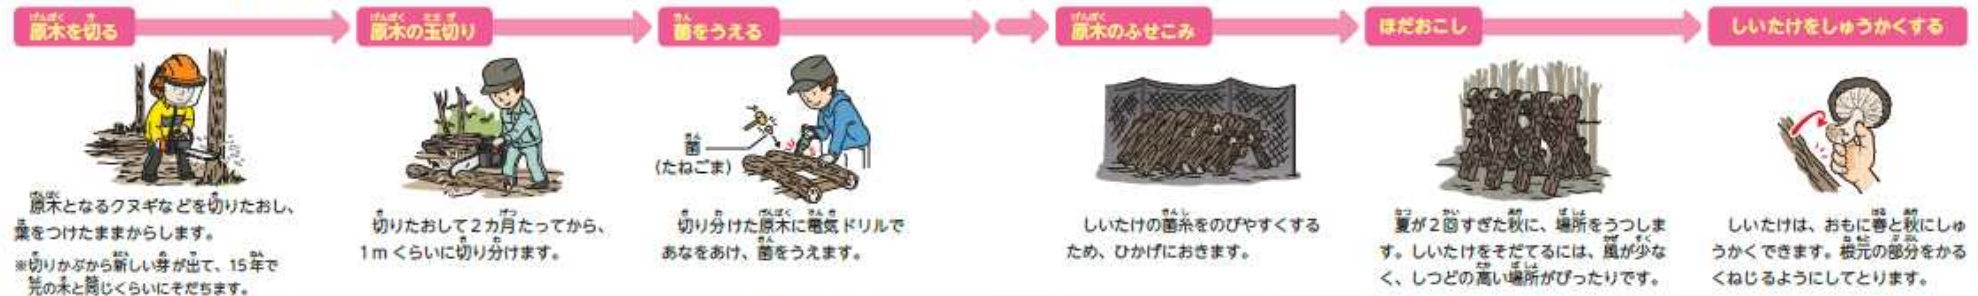 原木を切る
原木となるクヌギなどを切りたおし、
葉をつけたままからします。
※切りかぶから新しい芽が出て、15年で
元の木と同じくらいにそだちます。
原木の玉切り
切りたおして2カ月たってから、
1mくらいに切り分けます。
菌をうえる
菌
(たねごま)
切り分けた原木に電気ドリルで
あなをあけ、菌をうえます。
原木のふせこみ
しいたけの菌糸をのびやすくする
ため、ひかげにおきます。
ほだおこし
夏が2回すぎた秋に、場所をうつしま
す。しいたけをそだてるには、風が少な
く、しつどの高い場所がぴったりです。
しいたけをしゅうかくする
しいたけは、おもに春と秋にしゅ
うかくできます。根元の部分をかる
くねじるようにしてとります。